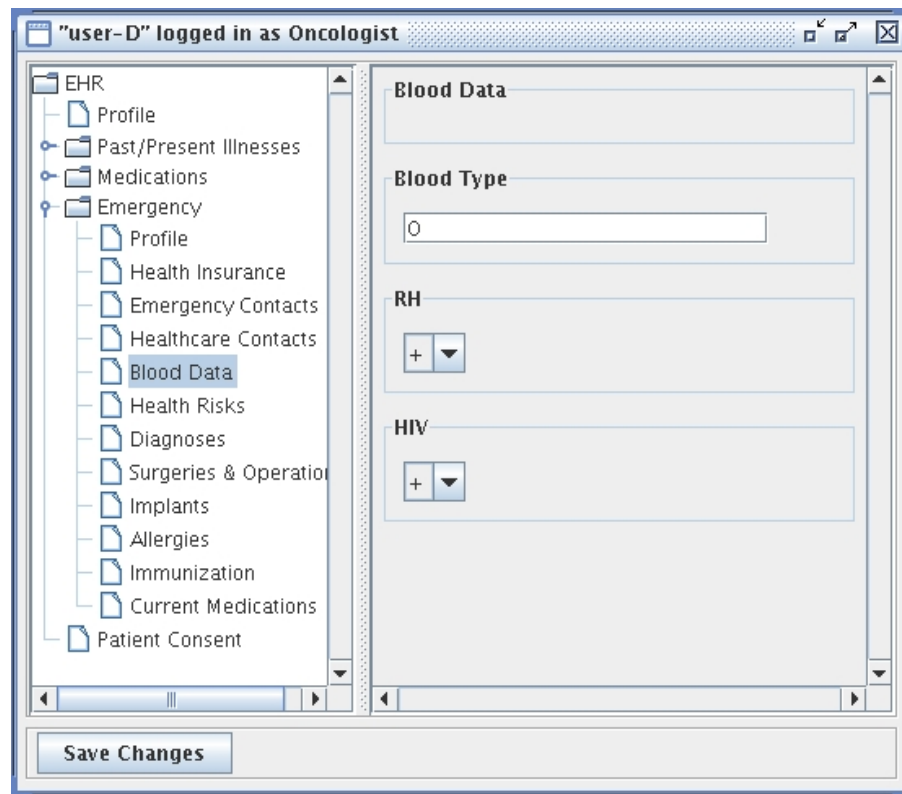 "user-D" logged in as Oncologist
EHR
Profile
Past/Present Illnesses
Medications
Emergency
Profile
Health Insurance
Emergency Contacts
Healthcare Contacts
Blood Data
Health Risks
Diagnoses
Surgeries & Operation
Implants
Allergies
Immunization
Current Medications
Patient Consent
Blood Data
Blood Type
O
RH
+
HIV
+
Save Changes